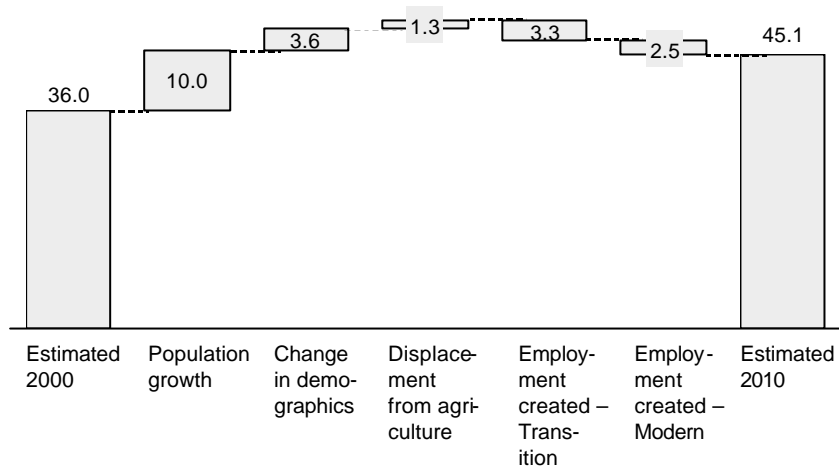 36.0
10.0
3.6
1.3
3.3
2.5
45.1
Estimated
2000
Population
growth
Change
in demo-
graphics
Displace-
ment
from agri-
culture
Employ-
ment
created –
Trans-
ition
Employ-
ment
created –
Modern
Estimated
2010